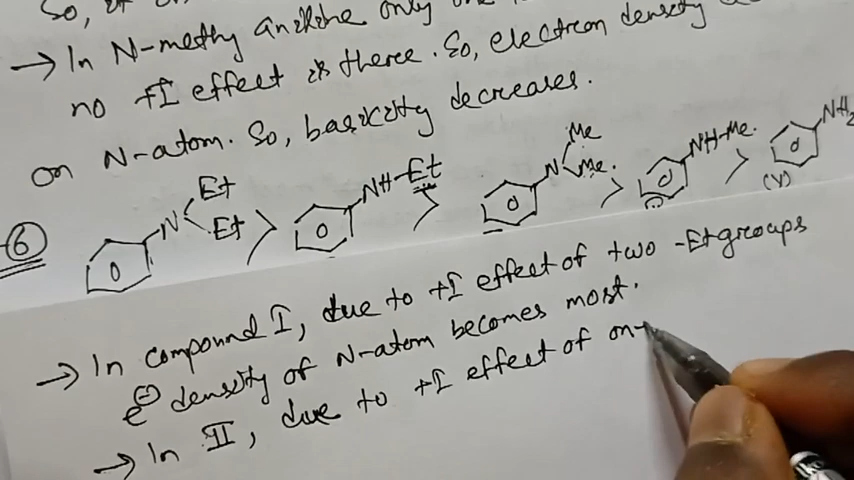 So,
→ In N-methy aniline only
no +I effect is there. So, electron density
on N-atom. So, basicity decreases.
6 N Et Et > NH-Et > N Me Me. > NH-Me. > NH2
(V)
→ In compound I, due to +I effect of two -Et groups
e⊖ density of N-atom becomes most.
→ In II, due to +I effect of on